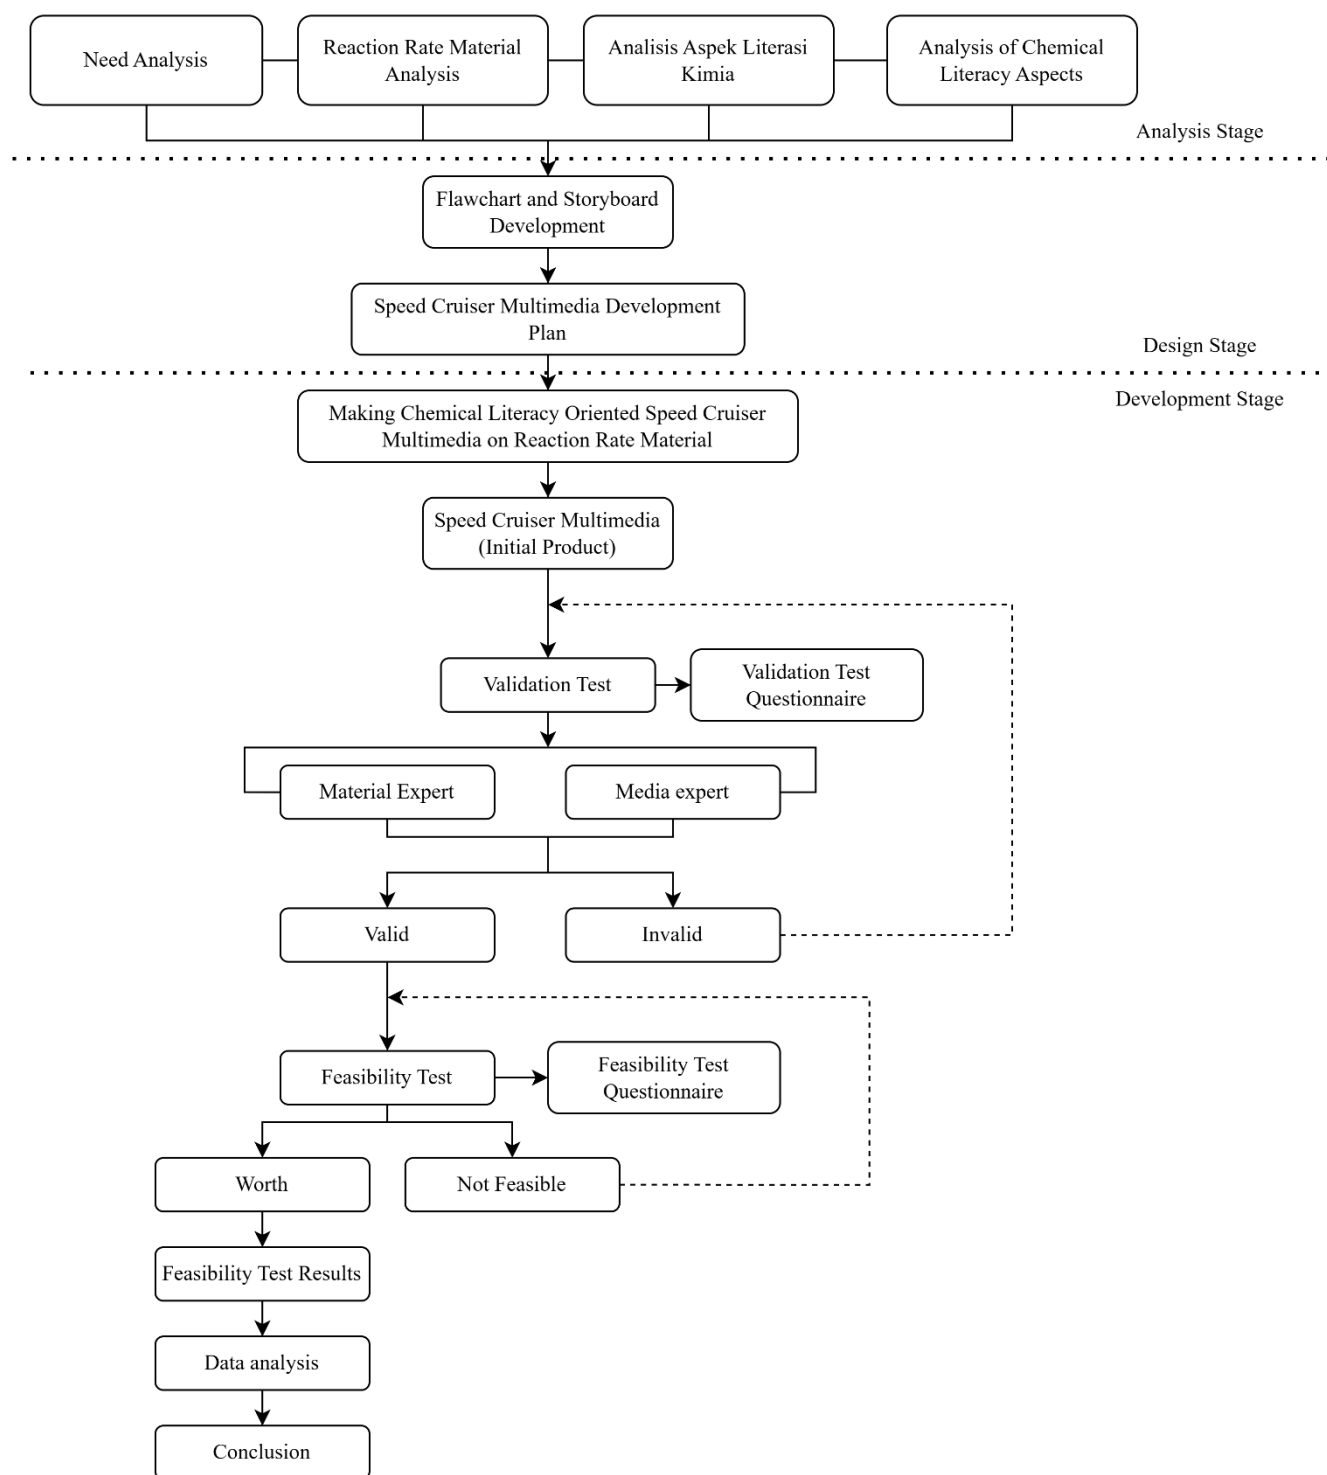 Need Analysis
Reaction Rate Material
Analysis
Analisis Aspek Literasi
Kimia
Analysis of Chemical
Literacy Aspects
Analysis Stage
Flawchart and Storyboard
Development
Speed Cruiser Multimedia Development
Plan
Design Stage
Development Stage
Making Chemical Literacy Oriented Speed Cruiser
Multimedia on Reaction Rate Material
Speed Cruiser Multimedia
(Initial Product)
Validation Test
Validation Test
Questionnaire
Material Expert
Media expert
Valid
Invalid
Feasibility Test
Feasibility Test
Questionnaire
Worth
Not Feasible
Feasibility Test Results
Data analysis
Conclusion